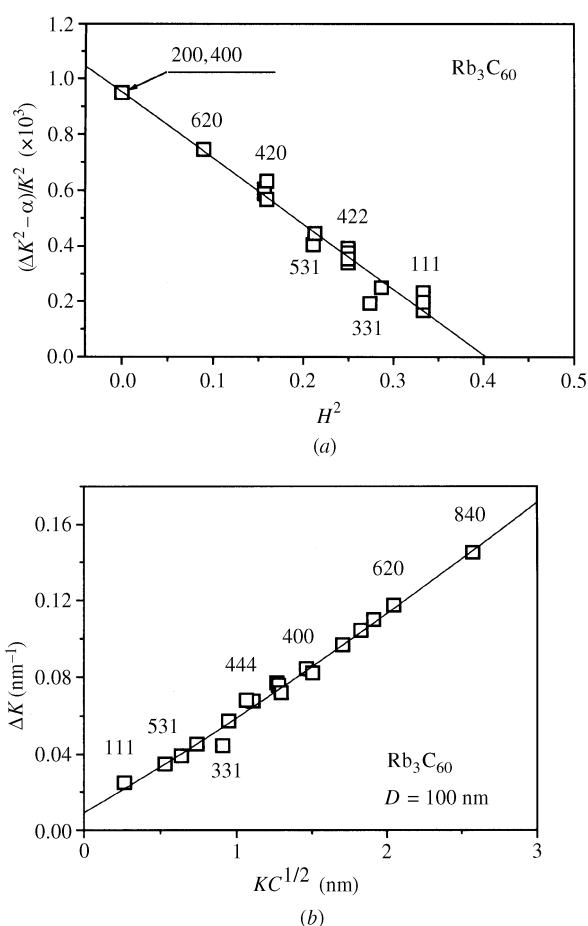 1.2
1.0
0.8
0.6
0.4
0.2
0.0
(ΔK² – α)/K² (×10³)
200,400
Rb₃C₆₀
620
420
422
531
111
331
0.0 0.1 0.2 0.3 0.4 0.5
H²
(a)
0.16
0.12
0.08
0.04
0.00
ΔK (nm⁻¹)
840
620
400
444
531
111
331
Rb₃C₆₀
D = 100 nm
0 1 2 3
KC^1/2 (nm)
(b)